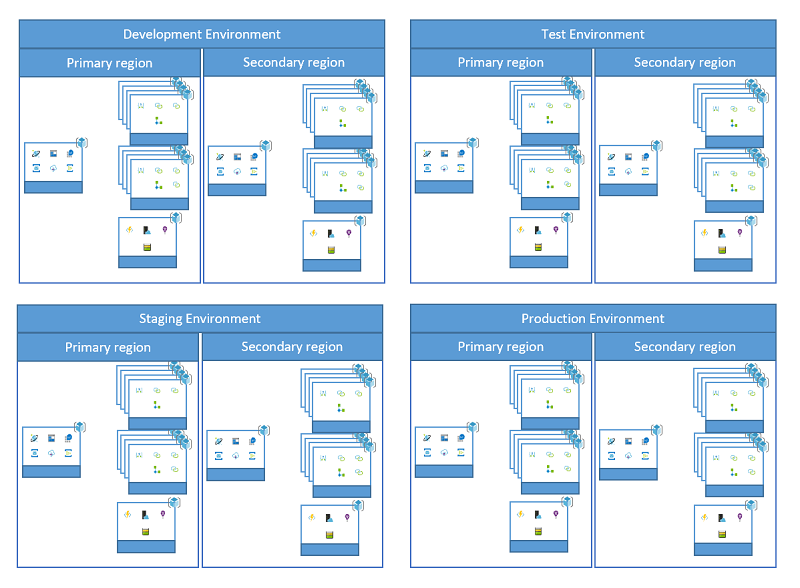 Development Environment
Primary region
Secondary region
Test Environment
Primary region
Secondary region
Staging Environment
Primary region
Secondary region
Production Environment
Primary region
Secondary region